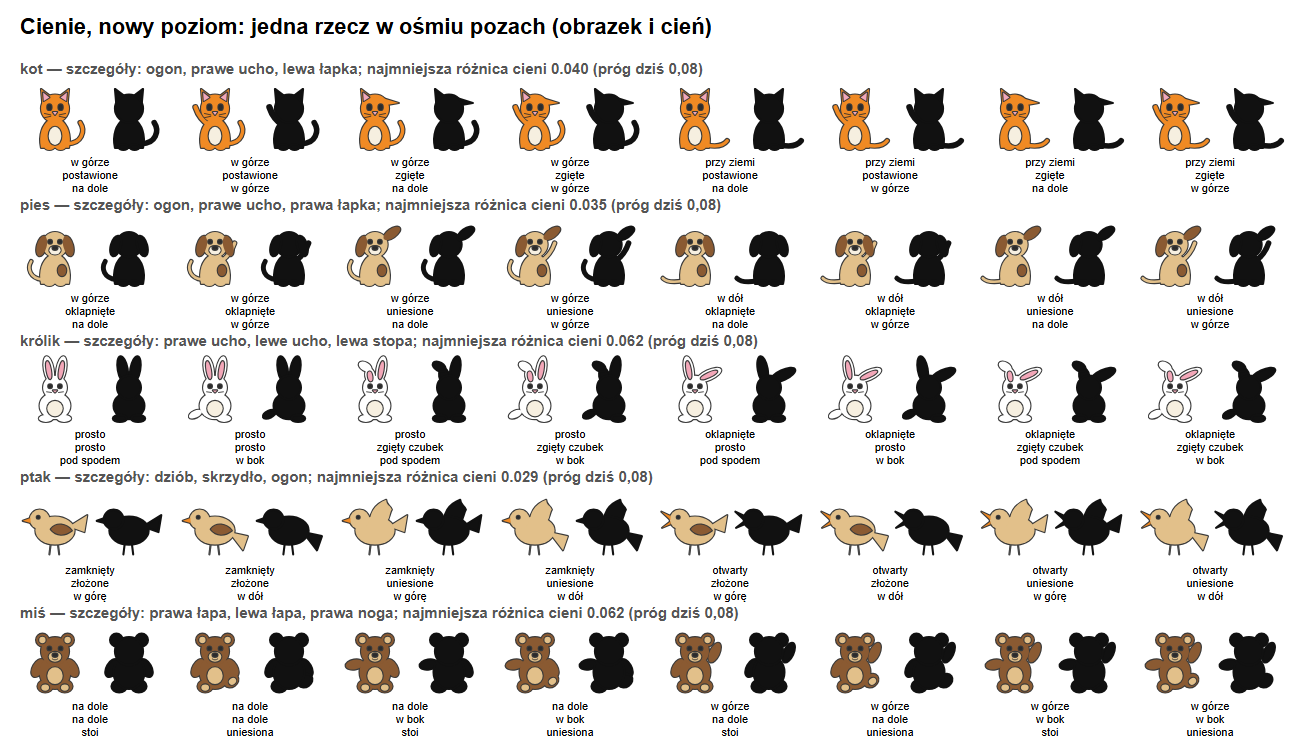 Cienie, nowy poziom: jedna rzecz w ośmiu pozach (obrazek i cień)
kot — szczegóły: ogon, prawe ucho, lewa łapka; najmniejsza różnica cieni 0.040 (próg dziś 0,08)
w górze w górze w górze w górze przy ziemi przy ziemi przy ziemi przy ziemi
postawione postawione zgięte zgięte postawione postawione zgięte zgięte
na dole w górze na dole w górze na dole w górze na dole w górze
pies — szczegóły: ogon, prawe ucho, prawa łapka; najmniejsza różnica cieni 0.035 (próg dziś 0,08)
w górze w górze w górze w górze w dół w dół w dół w dół
oklapnięte oklapnięte uniesione uniesione oklapnięte oklapnięte uniesione uniesione
na dole w górze na dole w górze na dole w górze na dole w górze
królik — szczegóły: prawe ucho, lewe ucho, lewa stopa; najmniejsza różnica cieni 0.062 (próg dziś 0,08)
prosto prosto prosto prosto oklapnięte oklapnięte oklapnięte oklapnięte
prosto prosto zgięty czubek zgięty czubek prosto prosto zgięty czubek zgięty czubek
pod spodem w bok pod spodem w bok pod spodem w bok pod spodem w bok
ptak — szczegóły: dziób, skrzydło, ogon; najmniejsza różnica cieni 0.029 (próg dziś 0,08)
zamknięty zamknięty zamknięty zamknięty otwarty otwarty otwarty otwarty
złożone złożone uniesione uniesione złożone złożone uniesione uniesione
w górę w dół w górę w dół w górę w dół w górę w dół
miś — szczegóły: prawa łapa, lewa łapa, prawa noga; najmniejsza różnica cieni 0.062 (próg dziś 0,08)
na dole na dole na dole na dole w górze w górze w górze w górze
na dole na dole w bok w bok na dole na dole w bok w bok
stoi uniesiona stoi uniesiona stoi uniesiona stoi uniesiona